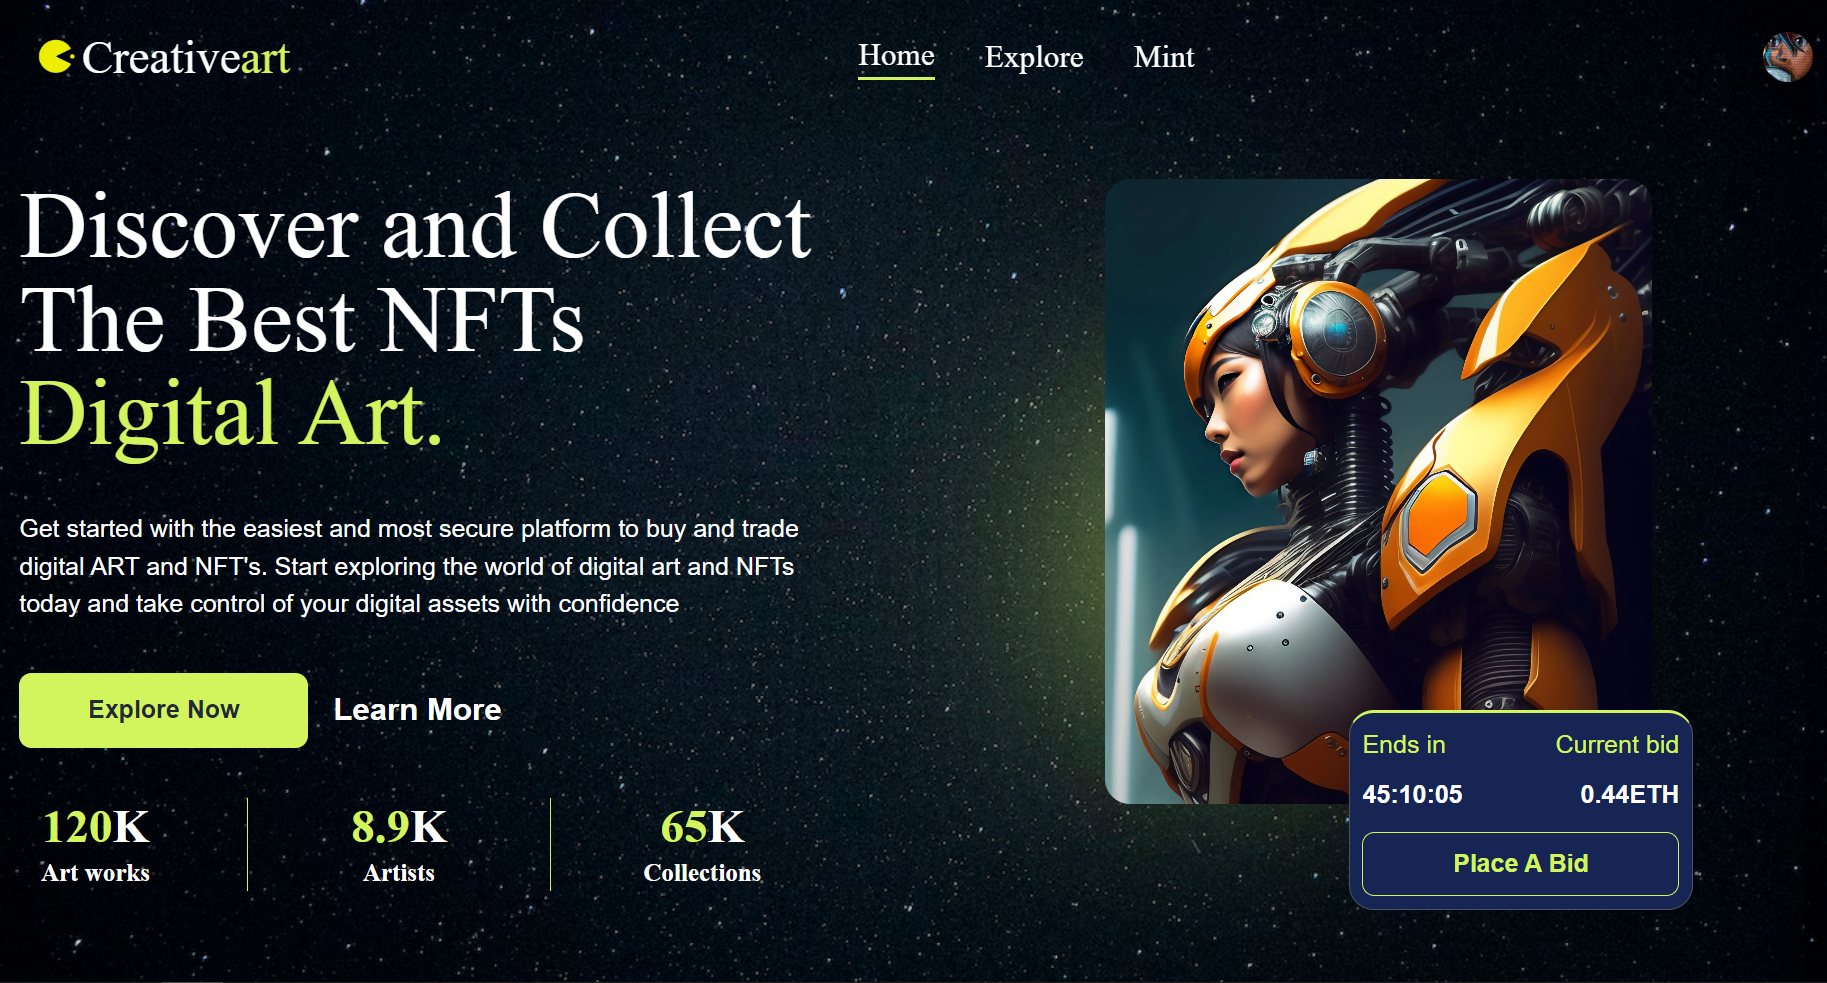 Creativeart
Home
Explore
Mint
Discover and Collect
The Best NFTs
Digital Art.
Get started with the easiest and most secure platform to buy and trade
digital ART and NFT's. Start exploring the world of digital art and NFTs
today and take control of your digital assets with confidence
Explore Now
Learn More
120K
Art works
8.9K
Artists
65K
Collections
Ends in
Current bid
45:10:05
0.44ETH
Place A Bid